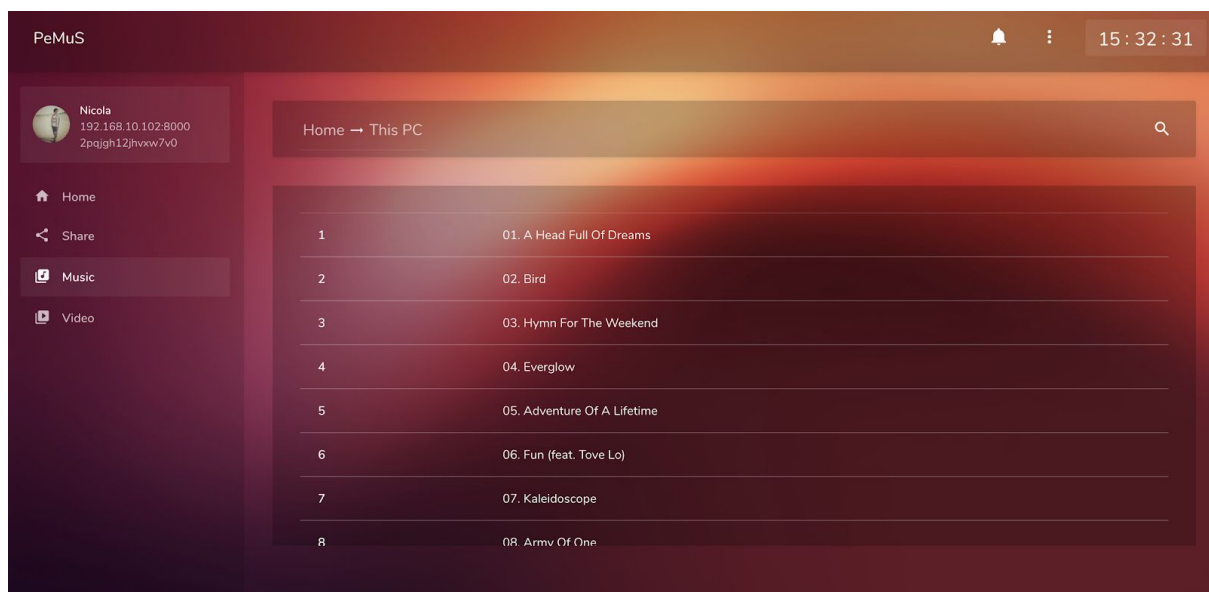 PeMuS
15 : 32 : 31
Nicola
192.168.10.102:8000
2pqjgh12jhvxw7v0
Home
Share
Music
Video
Home → This PC
1 01. A Head Full Of Dreams
2 02. Bird
3 03. Hymn For The Weekend
4 04. Everglow
5 05. Adventure Of A Lifetime
6 06. Fun (feat. Tove Lo)
7 07. Kaleidoscope
8 08. Army Of One